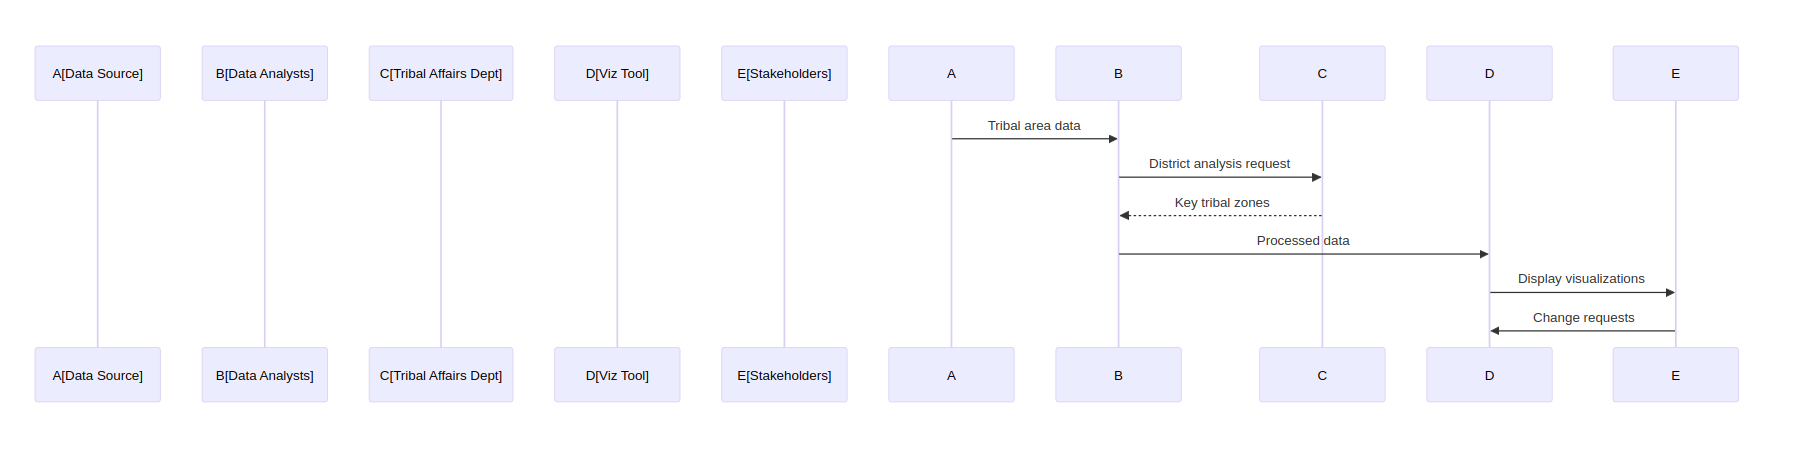 A[Data Source]
B[Data Analysts]
C[Tribal Affairs Dept]
D[Viz Tool]
E[Stakeholders]
A
B
C
D
E
Tribal area data
District analysis request
Key tribal zones
Processed data
Display visualizations
Change requests
A[Data Source]
B[Data Analysts]
C[Tribal Affairs Dept]
D[Viz Tool]
E[Stakeholders]
A
B
C
D
E